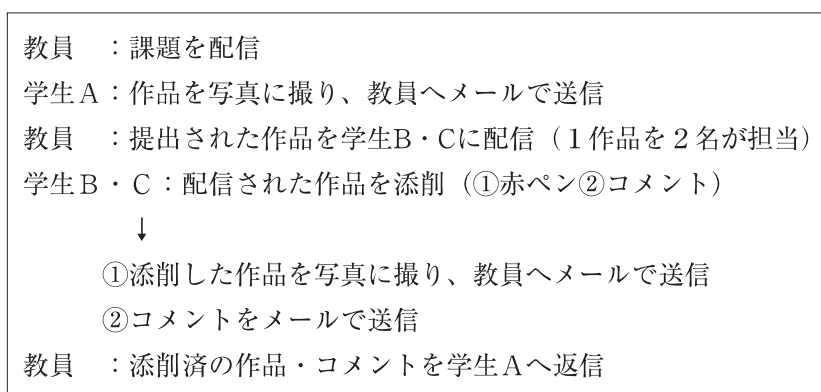 教員　：課題を配信
学生Ａ：作品を写真に撮り、教員へメールで送信
教員　：提出された作品を学生B・Cに配信（１作品を２名が担当）
学生Ｂ・Ｃ：配信された作品を添削（①赤ペン②コメント）
↓
①添削した作品を写真に撮り、教員へメールで送信
②コメントをメールで送信
教員　：添削済の作品・コメントを学生Ａへ返信